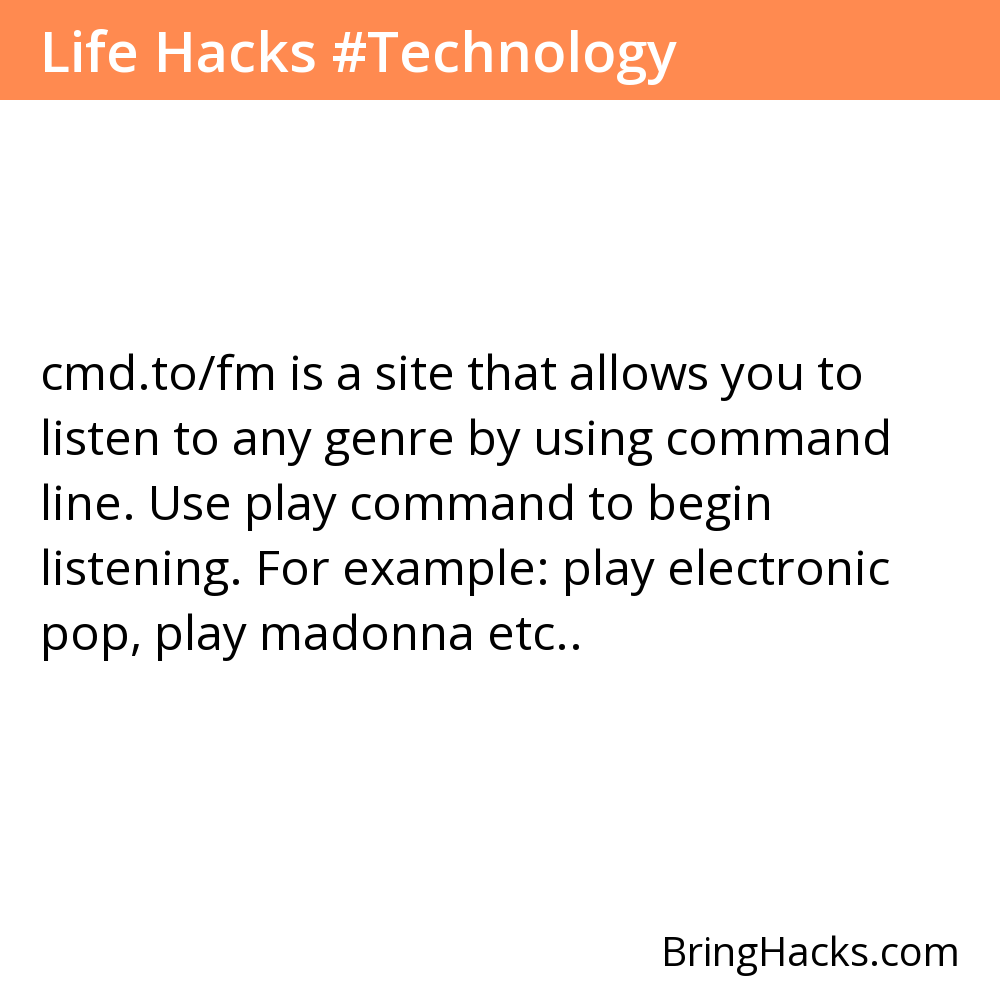 Life Hacks #Technology
cmd.to/fm is a site that allows you to
listen to any genre by using command
line. Use play command to begin
listening. For example: play electronic
pop, play madonna etc..
BringHacks.com